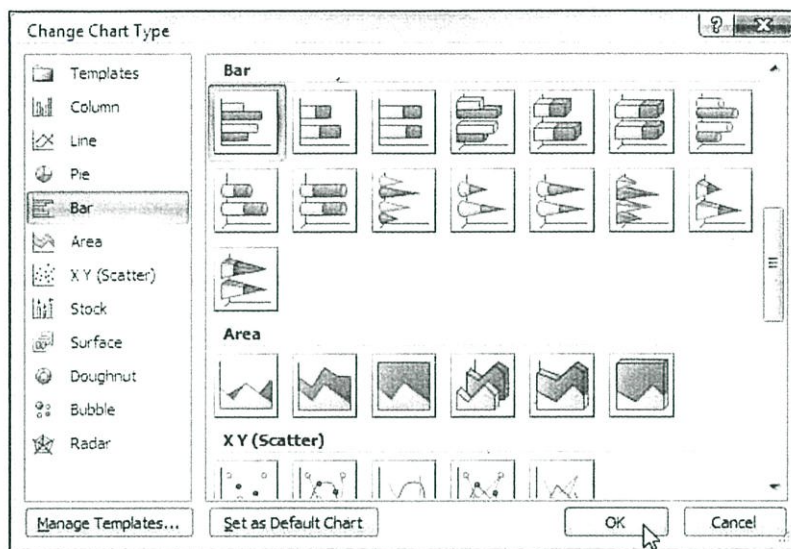 Change Chart Type
Templates
Column
Line
Pie
Bar
Area
X Y (Scatter)
Stock
Surface
Doughnut
Bubble
Radar
Bar
Area
X Y (Scatter)
Manage Templates...
Set as Default Chart
OK
Cancel